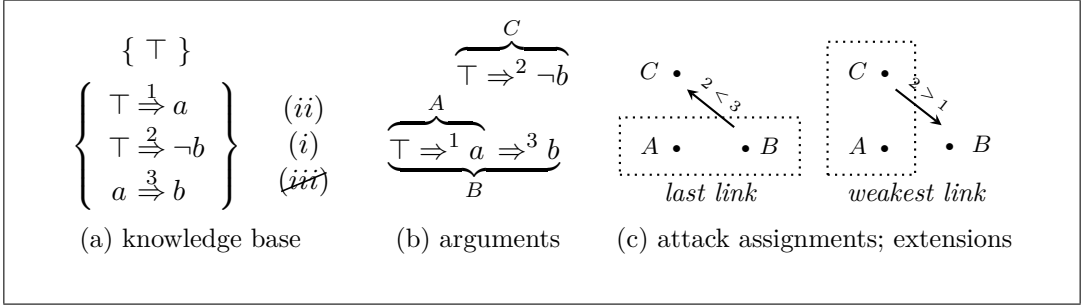 { ⊤ }
⊤ ⇒¹ a (ii)
⊤ ⇒² ¬b (i)
a ⇒³ b (iii)
(a) knowledge base
C
⊤ ⇒² ¬b
A
⊤ ⇒¹ a ⇒³ b
B
(b) arguments
C
2 < 3
A B
last link
C
2 > 1
A B
weakest link
(c) attack assignments; extensions